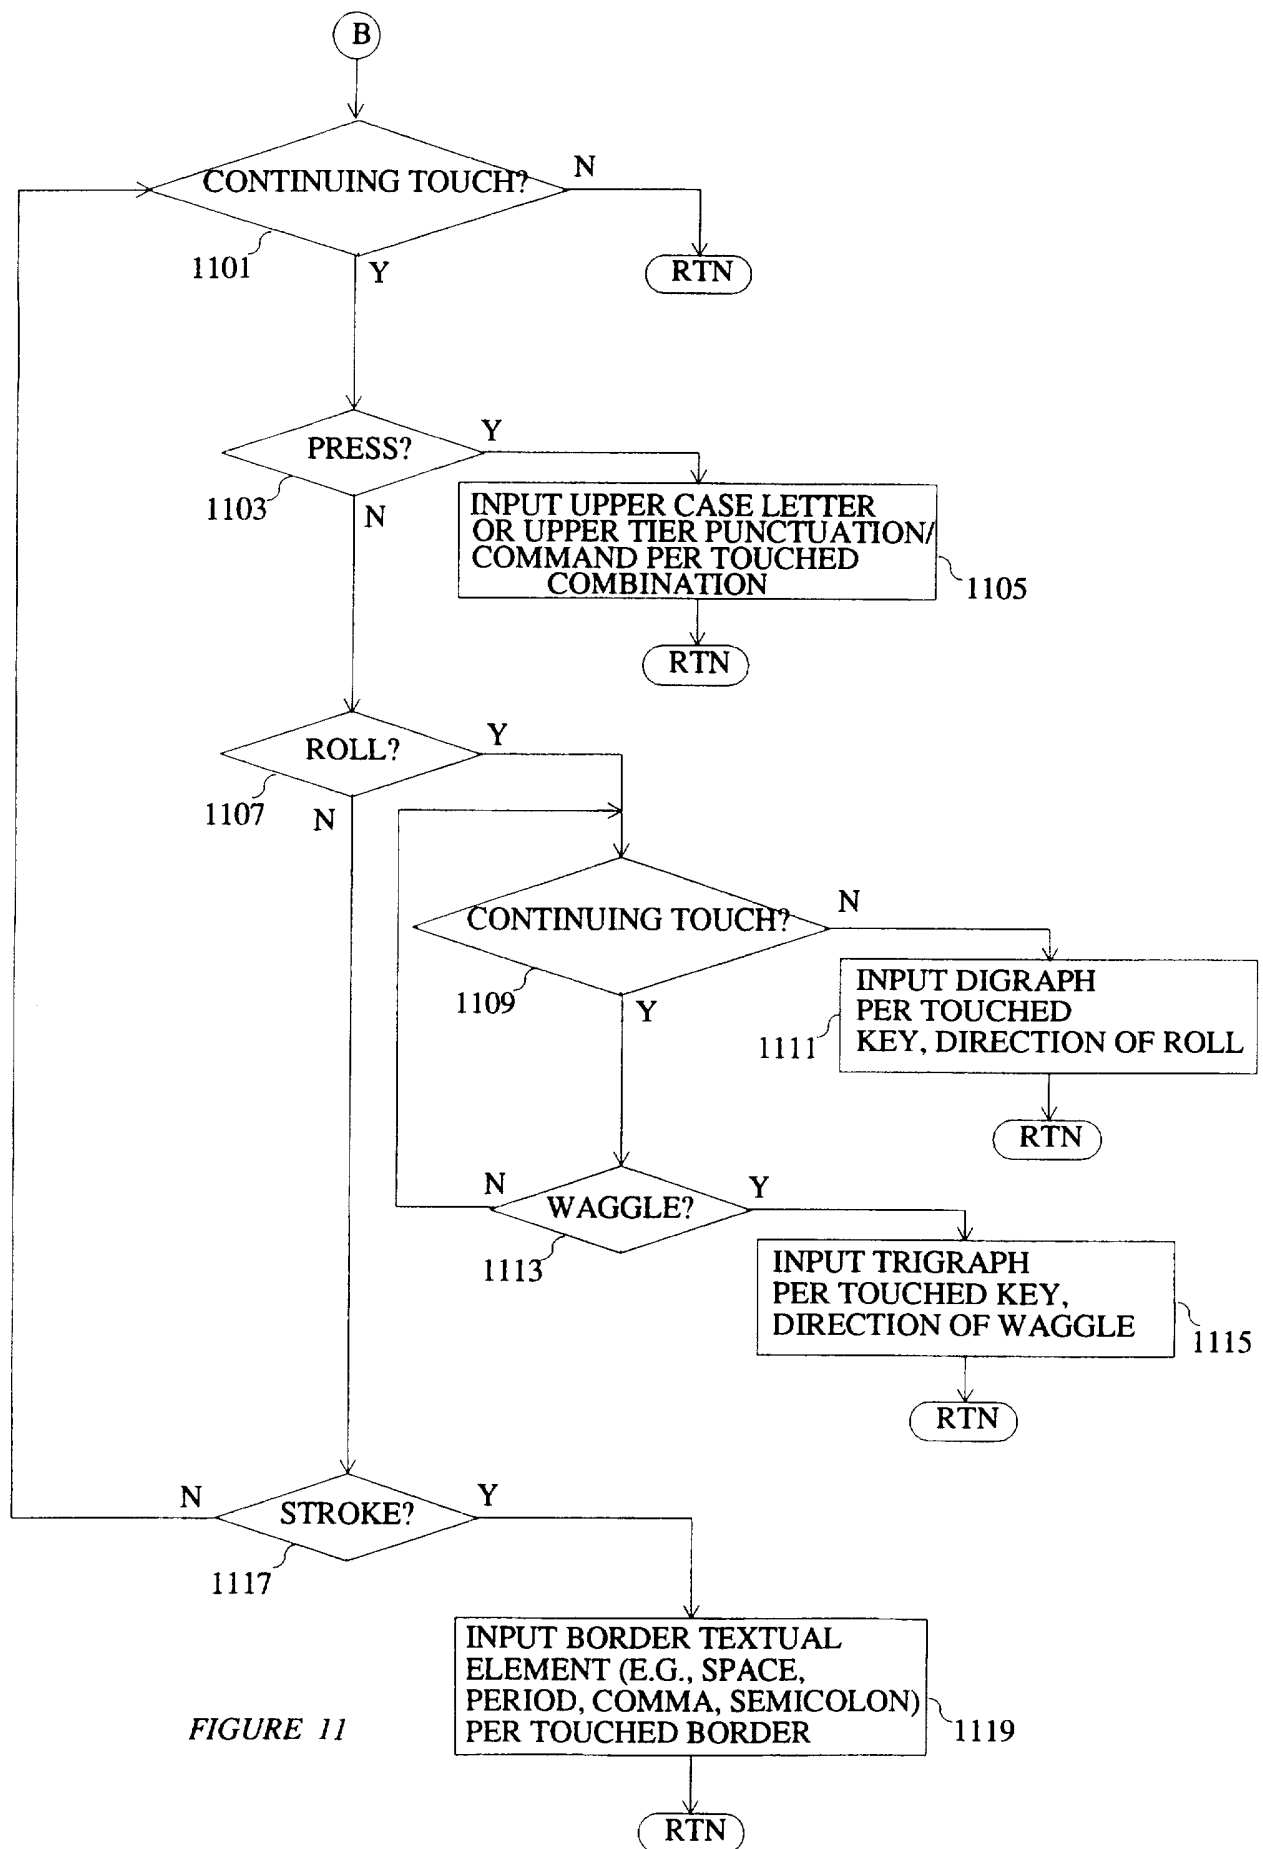 B
CONTINUING TOUCH?
N
1101
Y
RTN
PRESS?
Y
1103
N
INPUT UPPER CASE LETTER
OR UPPER TIER PUNCTUATION/
COMMAND PER TOUCHED
COMBINATION
1105
RTN
ROLL?
Y
1107
N
CONTINUING TOUCH?
N
1109
Y
INPUT DIGRAPH
PER TOUCHED
KEY, DIRECTION OF ROLL
1111
RTN
N
WAGGLE?
Y
1113
INPUT TRIGRAPH
PER TOUCHED KEY,
DIRECTION OF WAGGLE
1115
RTN
N
STROKE?
Y
1117
INPUT BORDER TEXTUAL
ELEMENT (E.G., SPACE,
PERIOD, COMMA, SEMICOLON)
PER TOUCHED BORDER
1119
FIGURE 11
RTN